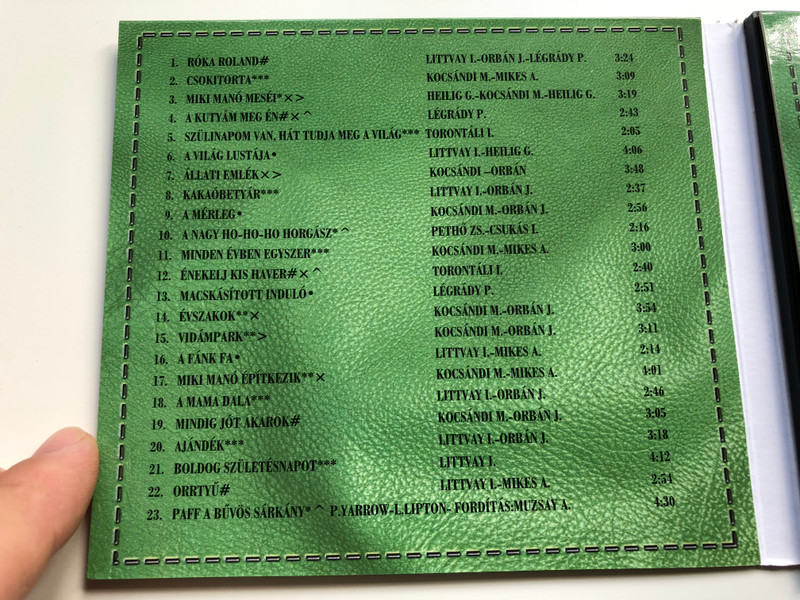 1. RÓKA ROLAND# LITTVAY I.-ORBÁN J.-LÉGRÁDY P. 3:24
2. CSOKITORTA*** KOCSÁNDI M.-MIKES A. 3:09
3. MIKI MANÓ MESÉI*×> HEILIG G.-KOCSÁNDI M.-HEILIG G. 3:19
4. A KUTYÁM MEG ÉN#×^ LÉGRÁDY P. 2:43
5. SZÜLINAPOM VAN, HÁT TUDJA MEG A VILÁG*** TORONTÁLI I. 2:05
6. A VILÁG LUSTÁJA• LITTVAY I.-HEILIG G. 4:06
7. ÁLLATI EMLÉK×> KOCSÁNDI –ORBÁN 3:48
8. KAKAÓBETYÁR*** LITTVAY I.-ORBÁN J. 2:37
9. A MÉRLEG• KOCSÁNDI M.-ORBÁN J. 2:56
10. A NAGY HO-HO-HO HORGÁSZ*^ PETHŐ ZS.-CSUKÁS I. 2:16
11. MINDEN ÉVBEN EGYSZER*** KOCSÁNDI M.-MIKES A. 3:00
12. ÉNEKELJ KIS HAVER#×^ TORONTÁLI I. 2:40
13. MACSKÁSÍTOTT INDULÓ• LÉGRÁDY P. 2:51
14. ÉVSZAKOK**× KOCSÁNDI M.-ORBÁN J. 3:54
15. VIDÁMPARK**> KOCSÁNDI M.-ORBÁN J. 3:11
16. A FÁNK FA• LITTVAY I.-MIKES A. 2:14
17. MIKI MANÓ ÉPÍTKEZIK**× KOCSÁNDI M.-MIKES A. 4:01
18. A MAMA DALA*** LITTVAY I.-ORBÁN J. 2:46
19. MINDIG JÓT AKAROK# KOCSÁNDI M.-ORBÁN J. 3:05
20. AJÁNDÉK*** LITTVAY I.-ORBÁN J. 3:18
21. BOLDOG SZÜLETÉSNAPOT*** LITTVAY J. 4:12
22. ORRTYŰ# LITTVAY I.-MIKES A. 2:54
23. PAFF A BŰVÖS SÁRKÁNY*^ P.YARROW-L.LIPTON- FORDÍTÁS:MUZSAY A. 4:30